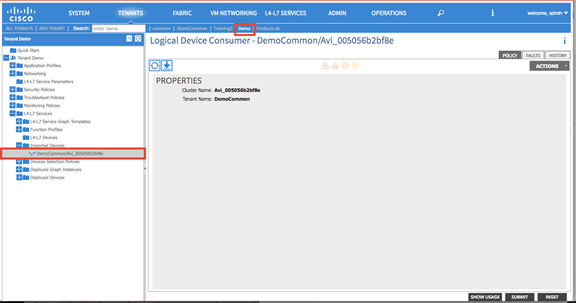 CISCO
SYSTEM TENANTS FABRIC VM NETWORKING L4-L7 SERVICES ADMIN OPERATIONS i welcome, admin
ALL TENANTS | ADD TENANT | Search: enter name | common | DemoCommon | Training1 | Demo | ProductLab
Tenant Demo
Quick Start
Tenant Demo
Application Profiles
Networking
L4-L7 Service Parameters
Security Policies
Troubleshoot Policies
Monitoring Policies
L4-L7 Services
L4-L7 Service Graph Templates
Function Profiles
L4-L7 Devices
Imported Devices
DemoCommon/Avi_005056b2bf8e
Devices Selection Policies
Deployed Graph Instances
Deployed Devices
Logical Device Consumer - DemoCommon/Avi_005056b2bf8e i
POLICY FAULTS HISTORY
ACTIONS
PROPERTIES
Cluster Name: Avi_005056b2bf8e
Tenant Name: DemoCommon
SHOW USAGE SUBMIT RESET